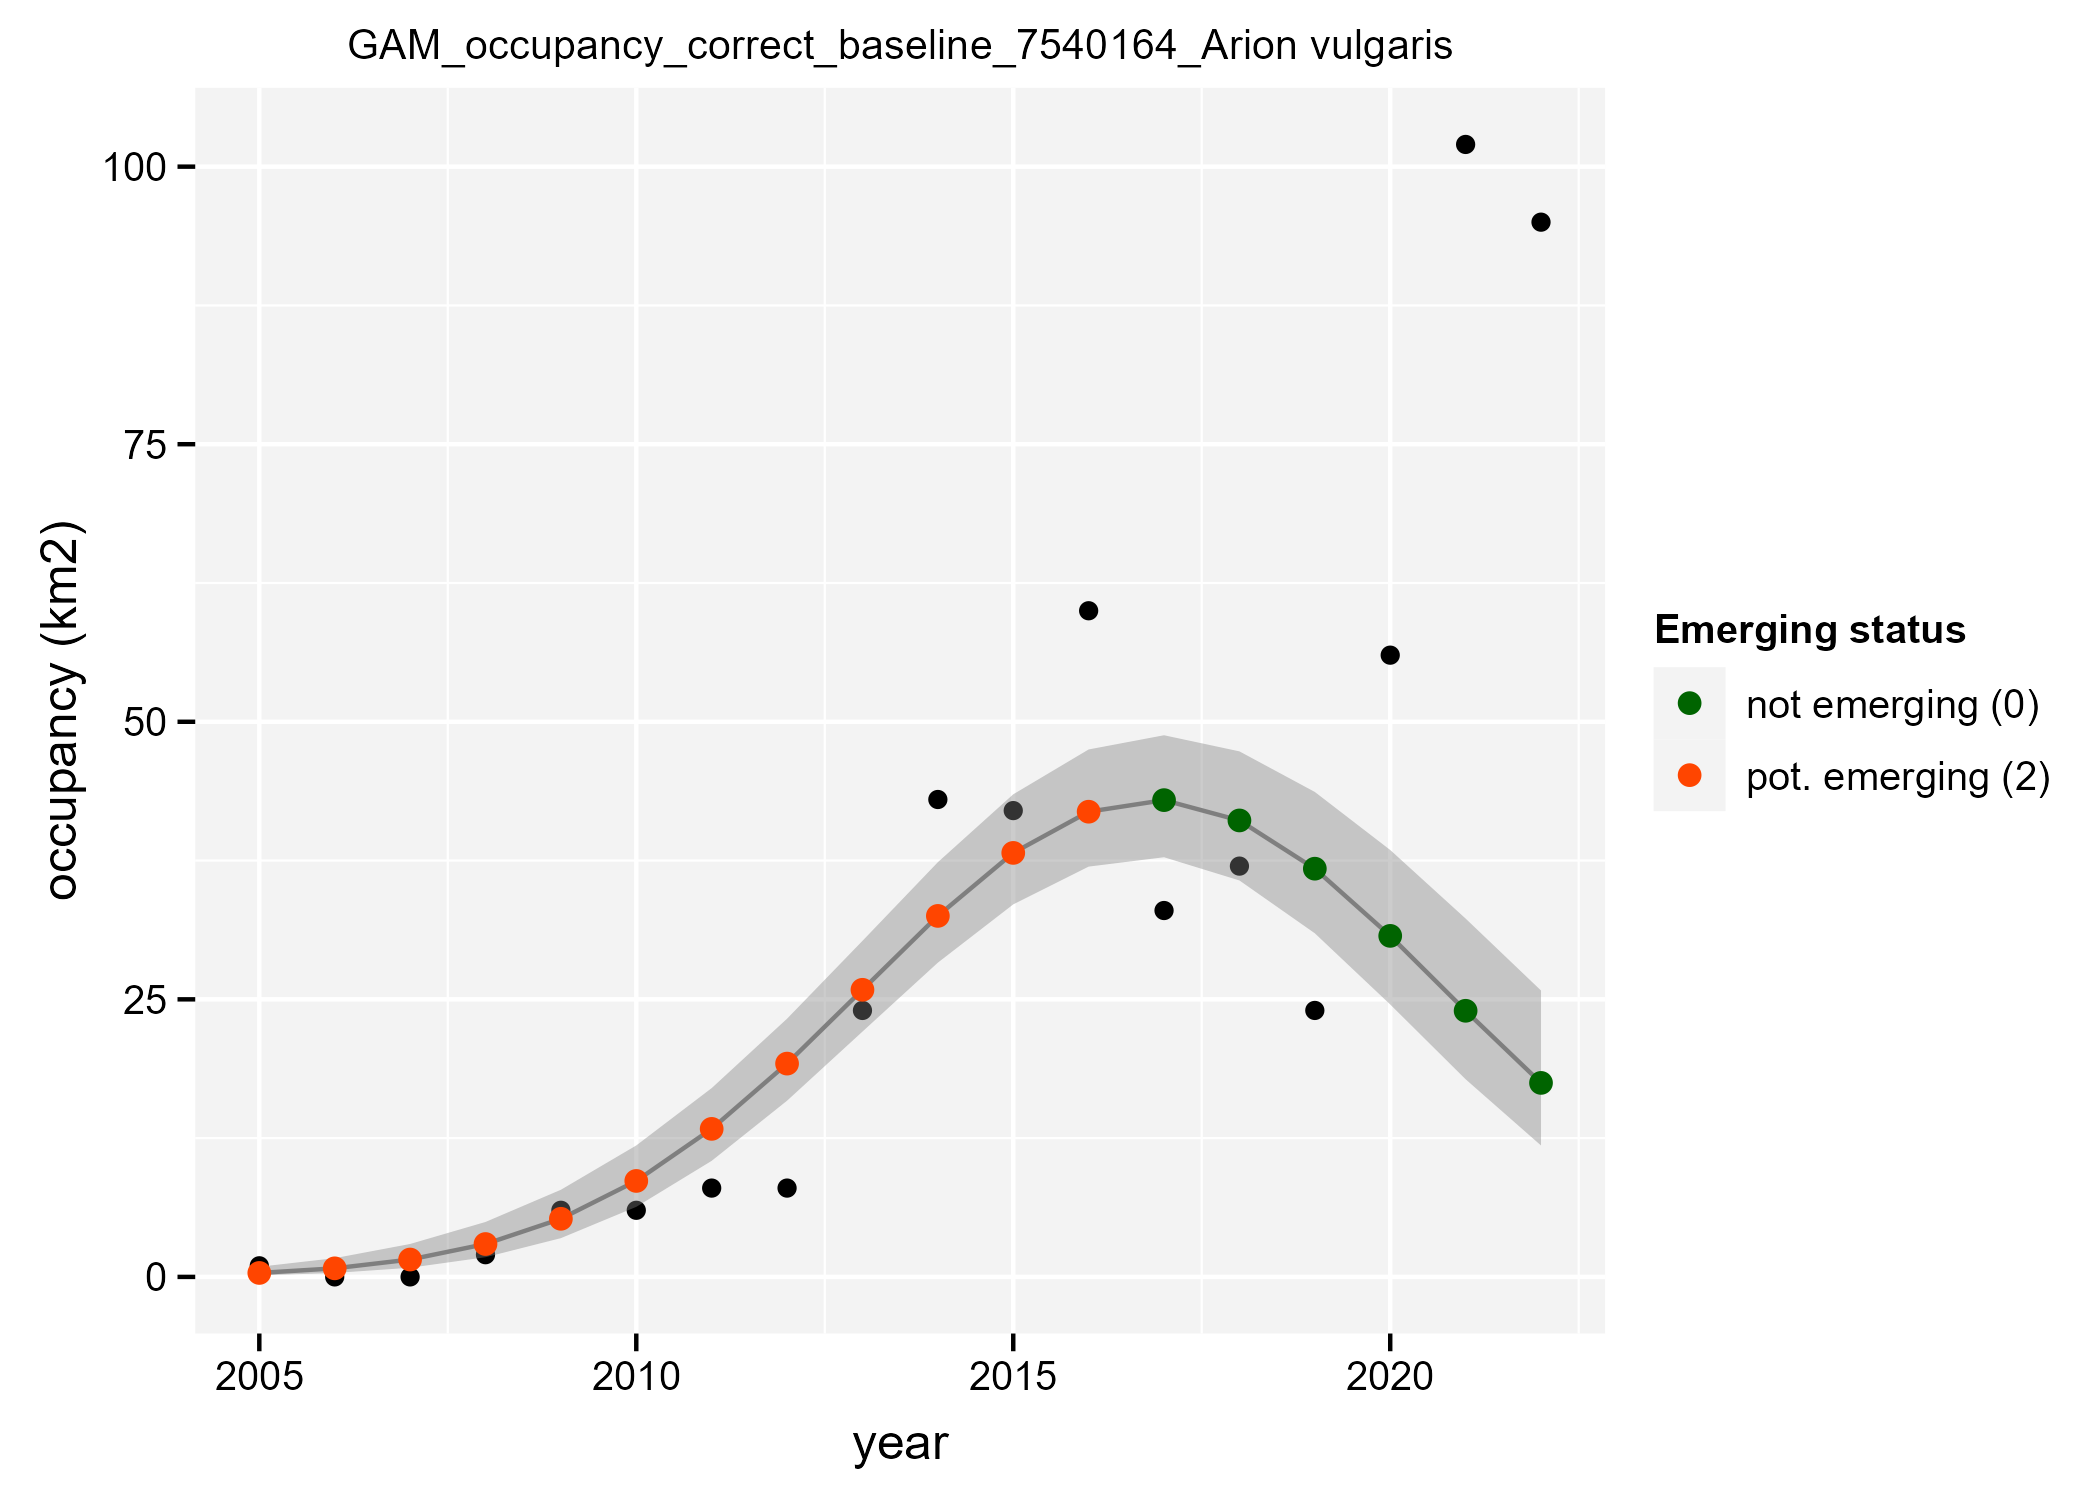 GAM_occupancy_correct_baseline_7540164_Arion vulgaris
100
75
50
25
0
occupancy (km2)
2005 2010 2015 2020
year
Emerging status
not emerging (0)
pot. emerging (2)